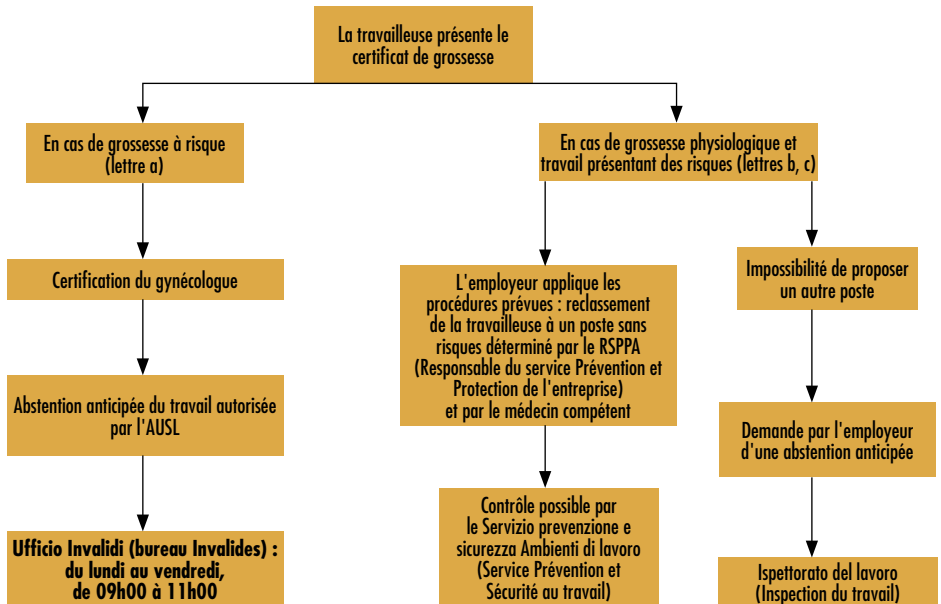 La travailleuse présente le
certificat de grossesse
En cas de grossesse à risque
(lettre a)
En cas de grossesse physiologique et
travail présentant des risques (lettres b, c)
Certification du gynécologue
L'employeur applique les
procédures prévues : reclassement
de la travailleuse à un poste sans
risques déterminé par le RSPPA
(Responsable du service Prévention et
Protection de l'entreprise)
et par le médecin compétent
Impossibilité de proposer
un autre poste
Abstention anticipée du travail autorisée
par l'AUSL
Demande par l'employeur
d'une abstention anticipée
Ufficio Invalidi (bureau Invalides) :
du lundi au vendredi,
de 09h00 à 11h00
Contrôle possible par
le Servizio prevenzione e
sicurezza Ambienti di lavoro
(Service Prévention et
Sécurité au travail)
Ispettorato del lavoro
(Inspection du travail)